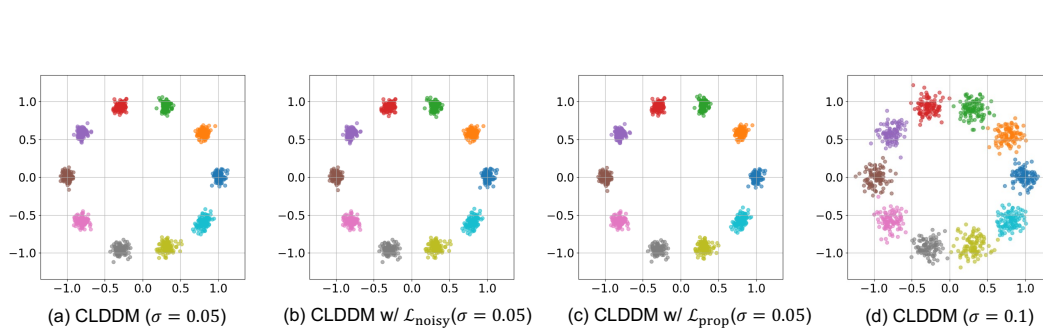 1.0 1.0 1.0 1.0
0.5 0.5 0.5 0.5
0.0 0.0 0.0 0.0
−0.5 −0.5 −0.5 −0.5
−1.0 −1.0 −1.0 −1.0
−1.0 −0.5 0.0 0.5 1.0 −1.0 −0.5 0.0 0.5 1.0 −1.0 −0.5 0.0 0.5 1.0 −1.0 −0.5 0.0 0.5 1.0
(a) CLDDM (σ = 0.05) (b) CLDDM w/ ℒnoisy(σ = 0.05) (c) CLDDM w/ ℒprop(σ = 0.05) (d) CLDDM (σ = 0.1)